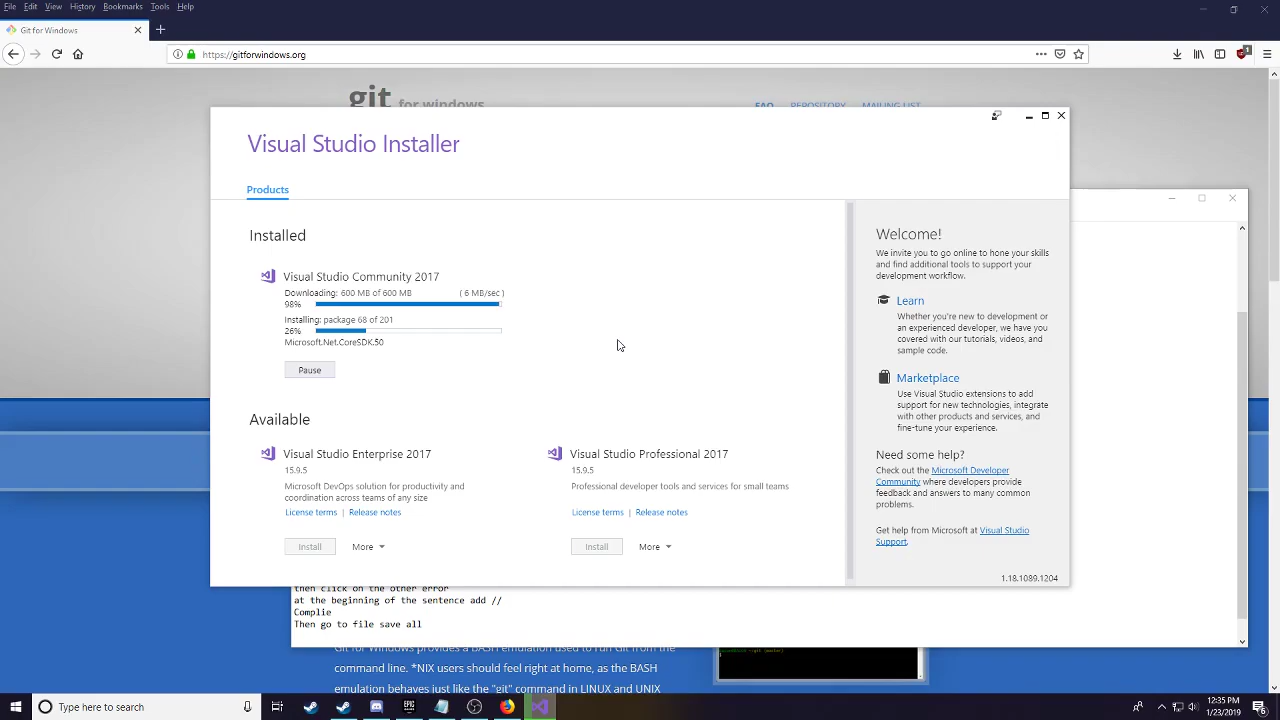 File Edit View History Bookmarks Tools Help
Git for Windows
https://gitforwindows.org
1
git for windows
FAQ REPOSITORY MAILING LIST
Visual Studio Installer
Products
Installed
Visual Studio Community 2017
Downloading: 600 MB of 600 MB ( 6 MB/sec )
98%
Installing: package 68 of 201
26%
Microsoft.Net.CoreSDK.50
Pause
Available
Visual Studio Enterprise 2017
15.9.5
Microsoft DevOps solution for productivity and
coordination across teams of any size
License terms | Release notes
Install More
Visual Studio Professional 2017
15.9.5
Professional developer tools and services for small teams
License terms | Release notes
Install More
Welcome!
We invite you to go online to hone your skills
and find additional tools to support your
development workflow.
Learn
Whether you're new to development or
an experienced developer, we have you
covered with our tutorials, videos, and
sample code.
Marketplace
Use Visual Studio extensions to add
support for new technologies, integrate
with other products and services, and
fine-tune your experience.
Need some help?
Check out the Microsoft Developer
Community where developers provide
feedback and answers to many common
problems.
Get help from Microsoft at Visual Studio
Support.
1.18.1089.1204
then click on the other error
at the beginning of the sentence add //
Complie
Then go to file save all
Git for Windows provides a BASH emulation used to run Git from the
command line. *NIX users should feel right at home, as the BASH
emulation behaves just like the "git" command in LINUX and UNIX
Type here to search
12:35 PM
1/23/2019
6